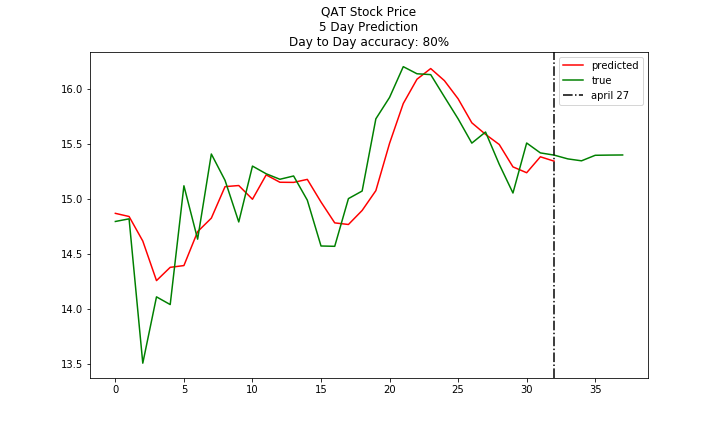 QAT Stock Price
5 Day Prediction
Day to Day accuracy: 80%
predicted
true
april 27
16.0
15.5
15.0
14.5
14.0
13.5
0 5 10 15 20 25 30 35